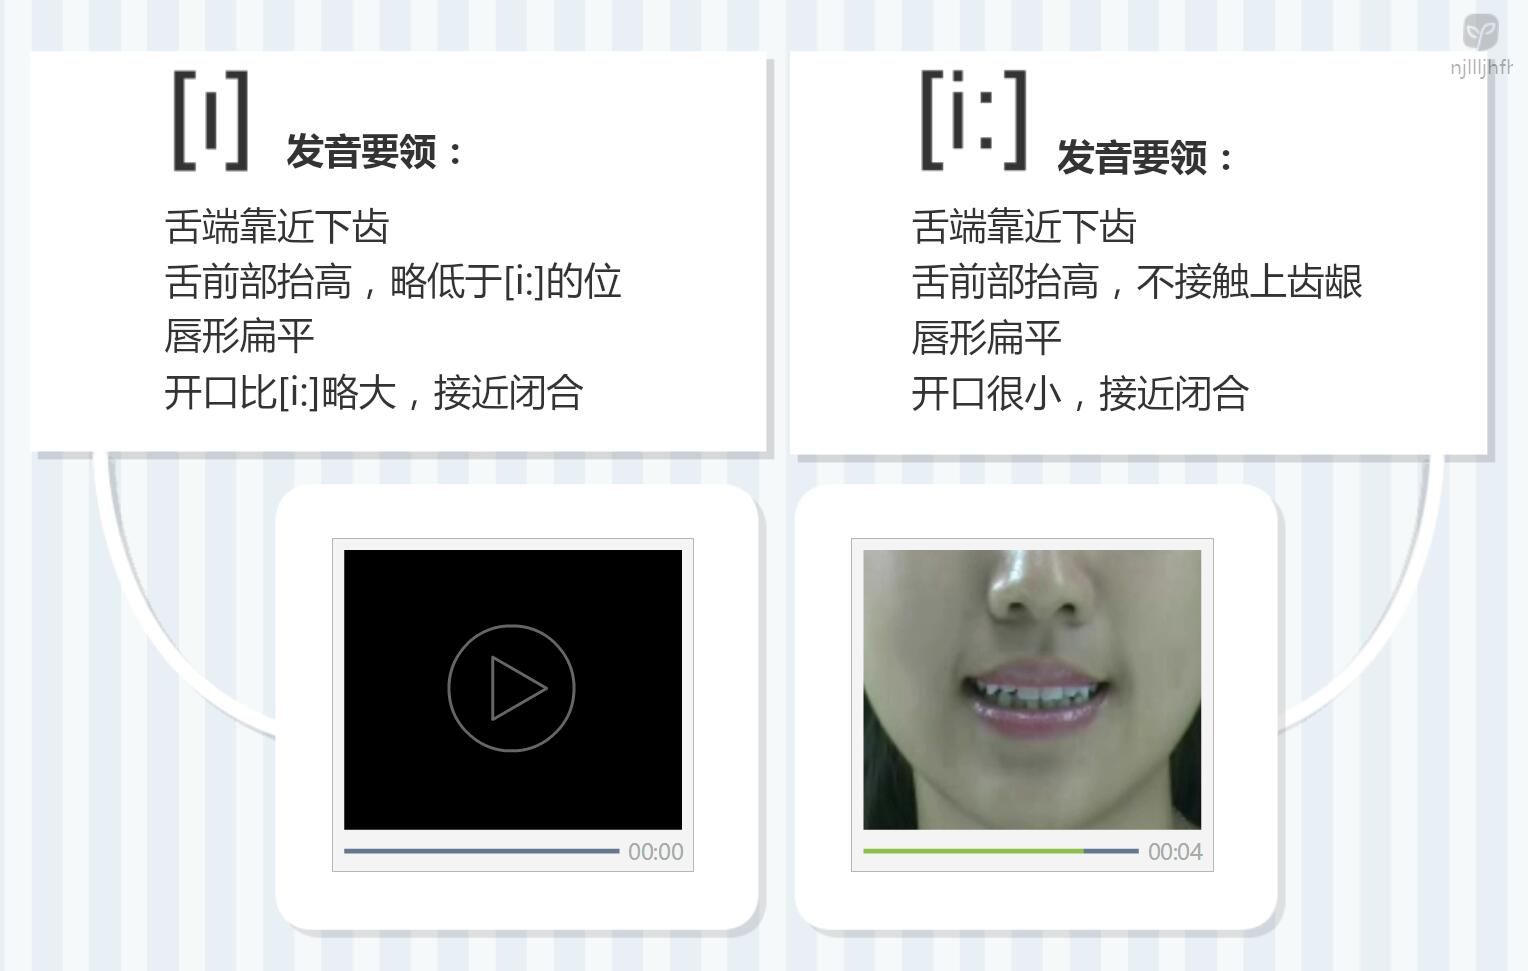 [ɪ] 发音要领：
舌端靠近下齿
舌前部抬高，略低于[i:]的位
唇形扁平
开口比[i:]略大，接近闭合
[i:] 发音要领：
舌端靠近下齿
舌前部抬高，不接触上齿龈
唇形扁平
开口很小，接近闭合
00:00
00:04